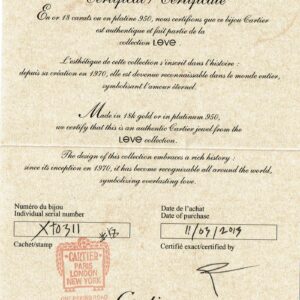 Certificat / Certificate
En or 18 carats ou en platine 950, nous certifions que ce bijou Cartier
est authentique et fait partie de la
collection LOVE.
L'esthétique de cette collection s'inscrit dans l'histoire :
depuis sa création en 1970, elle est devenue reconnaissable dans le monde entier,
symbolisant l'amour éternel.
Made in 18k gold or in platinum 950,
we certify that this is an authentic Cartier jewel from the
LOVE collection.
The design of this collection embraces a rich history :
since its inception in 1970, it has become recognizable all around the world,
symbolizing everlasting love.
Numéro du bijou
Individual serial number
Date de l'achat
Date of purchase
Cachet/stamp
Certifié exact/certified by
CARTIER
PARIS
LONDON
NEW YORK
Cartier